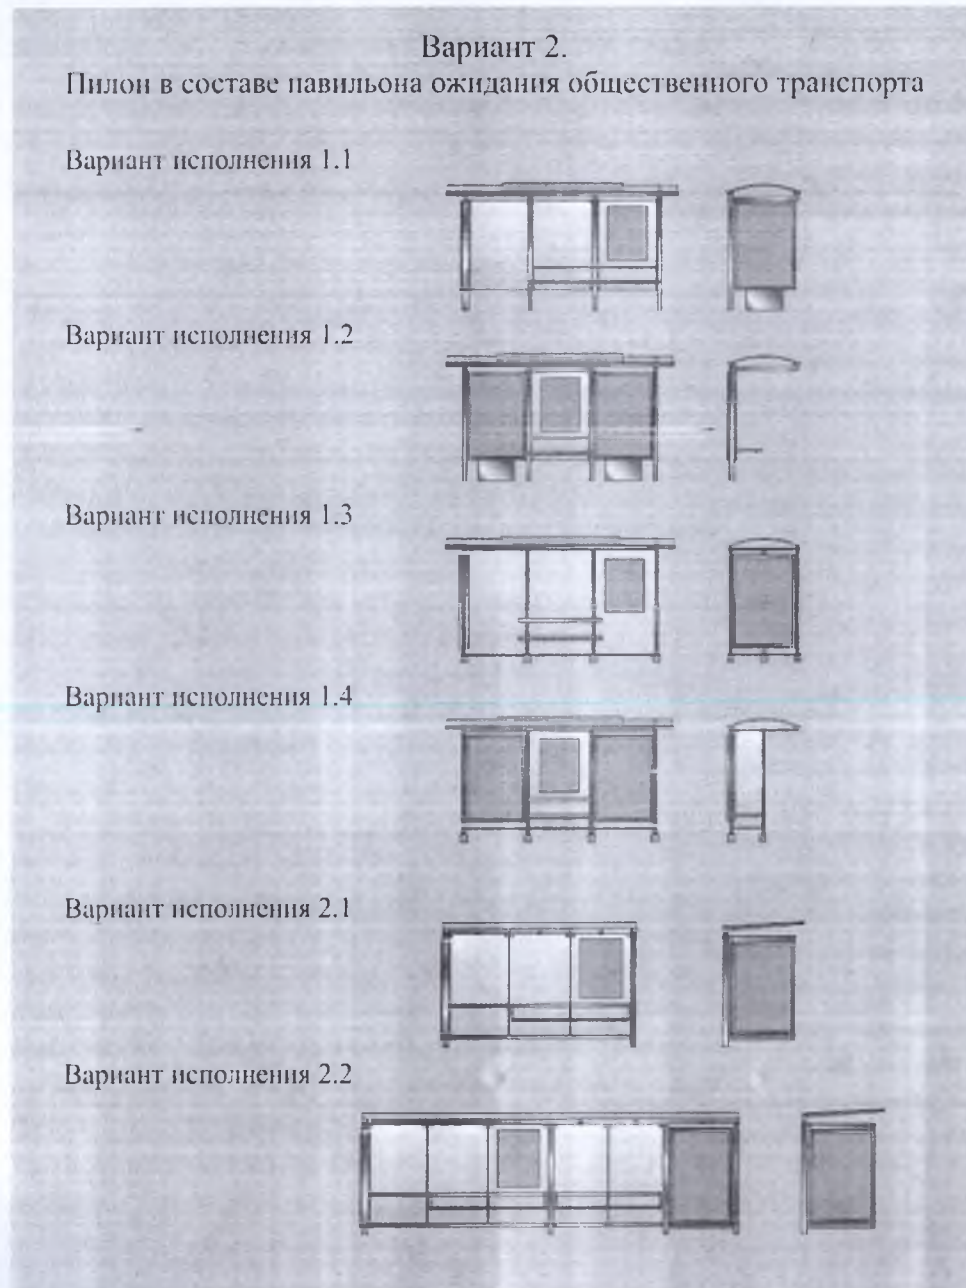 Вариант 2.
Пилон в составе павильона ожидания общественного транспорта
Вариант исполнения 1.1
Вариант исполнения 1.2
Вариант исполнения 1.3
Вариант исполнения 1.4
Вариант исполнения 2.1
Вариант исполнения 2.2